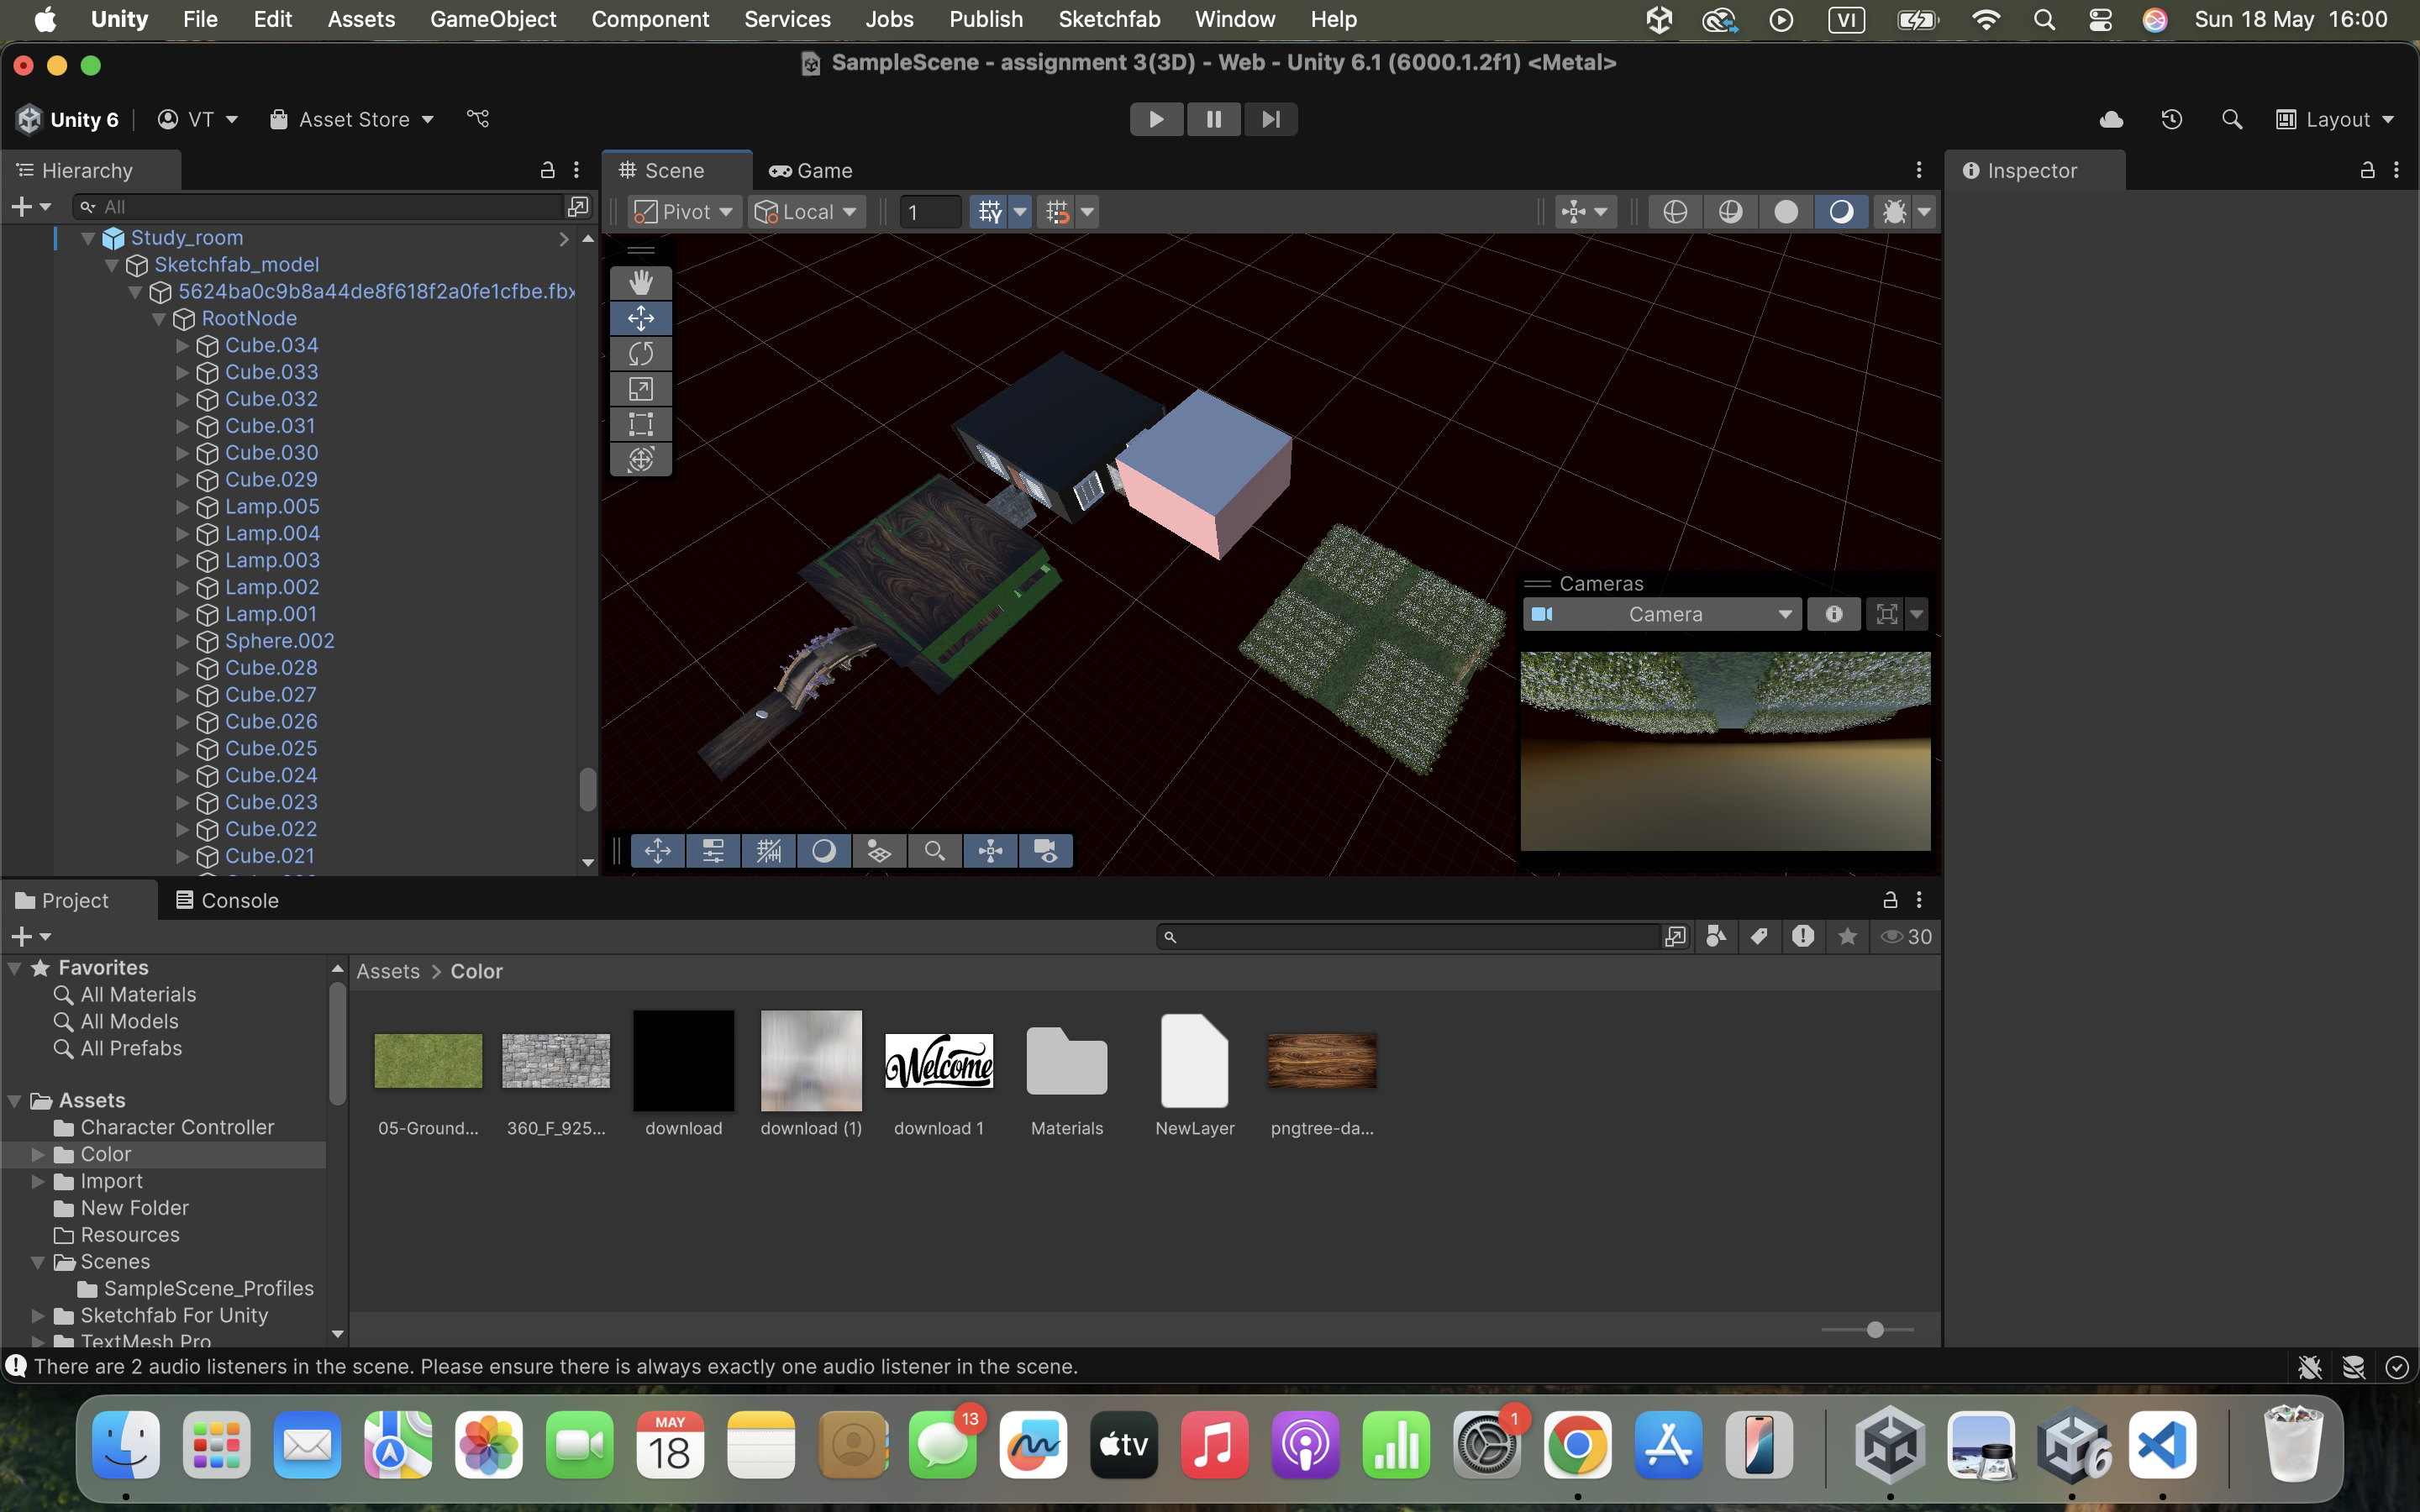 Unity File Edit Assets GameObject Component Services Jobs Publish Sketchfab Window Help VI Sun 18 May 16:00
SampleScene - assignment 3(3D) - Web - Unity 6.1 (6000.1.2f1) <Metal>
Unity 6 VT Asset Store Layout
Hierarchy
All
Study_room
Sketchfab_model
5624ba0c9b8a44de8f618f2a0fe1cfbe.fbx
RootNode
Cube.034
Cube.033
Cube.032
Cube.031
Cube.030
Cube.029
Lamp.005
Lamp.004
Lamp.003
Lamp.002
Lamp.001
Sphere.002
Cube.028
Cube.027
Cube.026
Cube.025
Cube.024
Cube.023
Cube.022
Cube.021
Scene Game
Pivot Local 1
Cameras
Camera
Inspector
Project Console
30
Favorites
All Materials
All Models
All Prefabs
Assets
Character Controller
Color
Import
New Folder
Resources
Scenes
SampleScene_Profiles
Sketchfab For Unity
TextMesh Pro
Assets > Color
Welcome
05-Ground... 360_F_925... download download (1) download 1 Materials NewLayer pngtree-da...
There are 2 audio listeners in the scene. Please ensure there is always exactly one audio listener in the scene.
MAY
18
13
tv
1
6